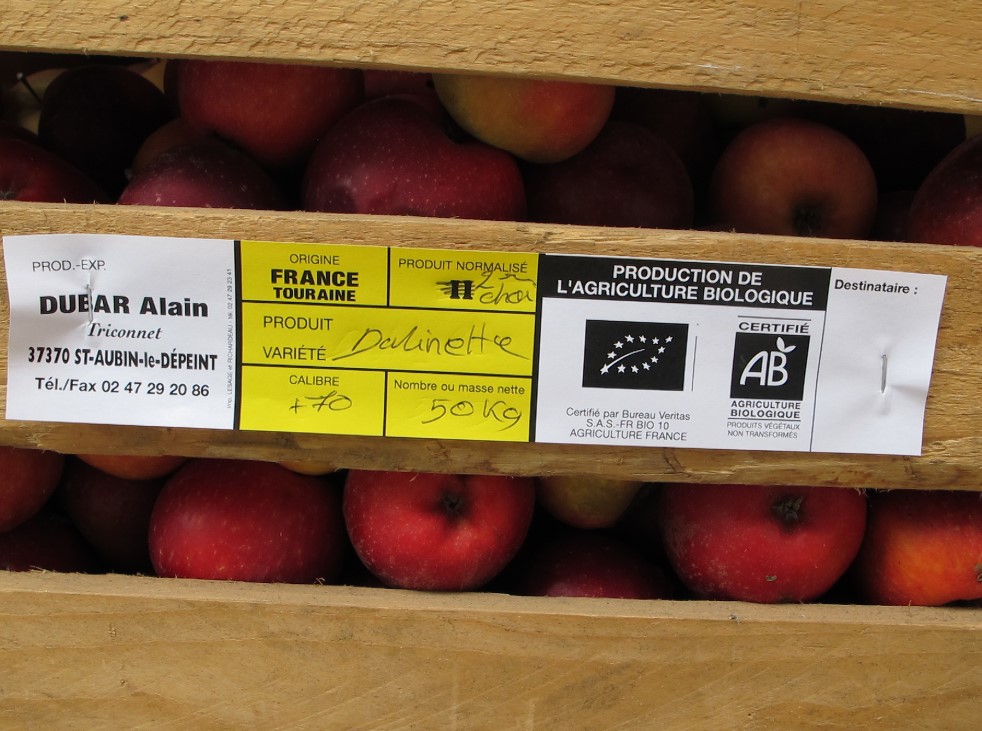 PROD.-EXP.
DUBAR Alain
Triconnet
37370 ST-AUBIN-le-DÉPEINT
Tél./Fax 02 47 29 20 86
ORIGINE
FRANCE
TOURAINE
PRODUIT NORMALISÉ
II
choix
PRODUIT
VARIÉTÉ Dalinette
CALIBRE
+70
Nombre ou masse nette
50 Kg
PRODUCTION DE
L'AGRICULTURE BIOLOGIQUE
Certifié par Bureau Veritas
S.A.S.-FR BIO 10
AGRICULTURE FRANCE
CERTIFIÉ
AB
AGRICULTURE
BIOLOGIQUE
PRODUITS VÉGÉTAUX
NON TRANSFORMÉS
Destinataire :